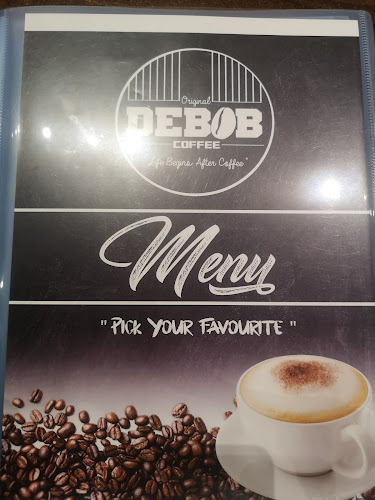 Original
DEBOB
COFFEE
"Life Begins After Coffee"
Menu
" PICK YOUR FAVOURITE "